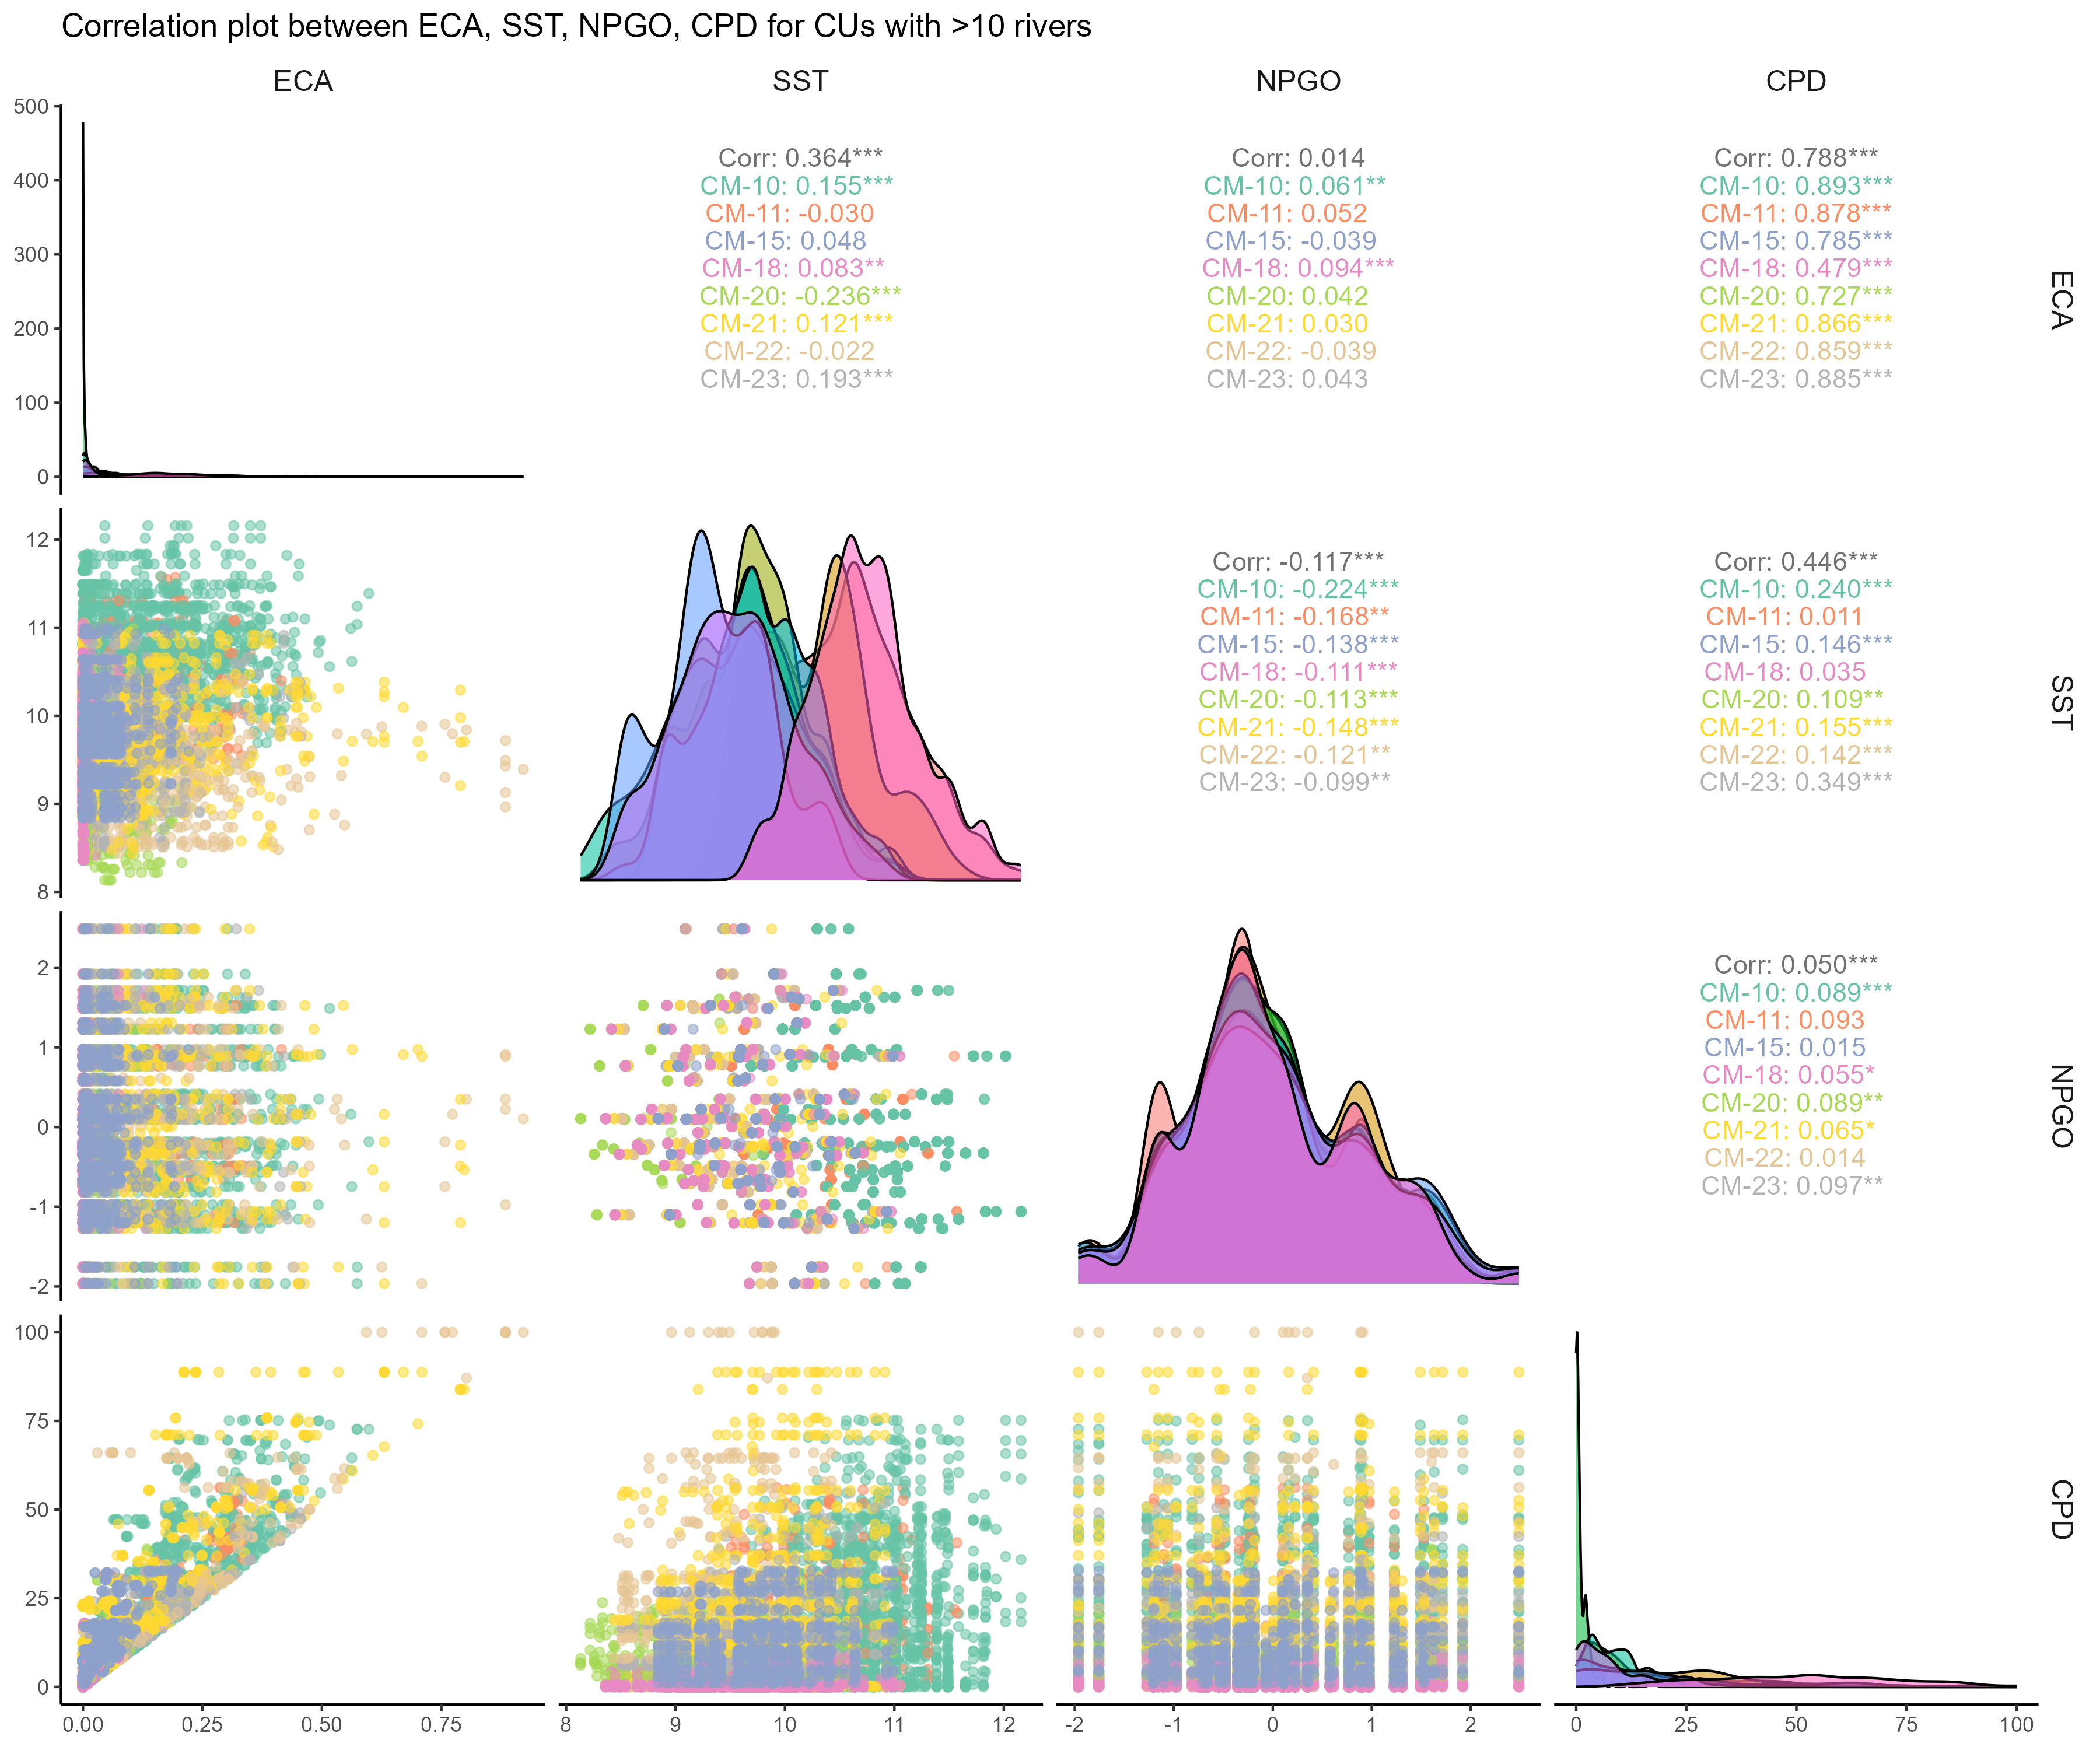 Correlation plot between ECA, SST, NPGO, CPD for CUs with >10 rivers
ECA SST NPGO CPD
500
400
300
200
100
0
Corr: 0.364***
CM-10: 0.155***
CM-11: -0.030
CM-15: 0.048
CM-18: 0.083**
CM-20: -0.236***
CM-21: 0.121***
CM-22: -0.022
CM-23: 0.193***
Corr: 0.014
CM-10: 0.061**
CM-11: 0.052
CM-15: -0.039
CM-18: 0.094***
CM-20: 0.042
CM-21: 0.030
CM-22: -0.039
CM-23: 0.043
Corr: 0.788***
CM-10: 0.893***
CM-11: 0.878***
CM-15: 0.785***
CM-18: 0.479***
CM-20: 0.727***
CM-21: 0.866***
CM-22: 0.859***
CM-23: 0.885***
ECA
12
11
10
9
8
Corr: -0.117***
CM-10: -0.224***
CM-11: -0.168**
CM-15: -0.138***
CM-18: -0.111***
CM-20: -0.113***
CM-21: -0.148***
CM-22: -0.121**
CM-23: -0.099**
Corr: 0.446***
CM-10: 0.240***
CM-11: 0.011
CM-15: 0.146***
CM-18: 0.035
CM-20: 0.109**
CM-21: 0.155***
CM-22: 0.142***
CM-23: 0.349***
SST
2
1
0
-1
-2
Corr: 0.050***
CM-10: 0.089***
CM-11: 0.093
CM-15: 0.015
CM-18: 0.055*
CM-20: 0.089**
CM-21: 0.065*
CM-22: 0.014
CM-23: 0.097**
NPGO
100
75
50
25
0
CPD
0.00 0.25 0.50 0.75
8 9 10 11 12
-2 -1 0 1 2
0 25 50 75 100